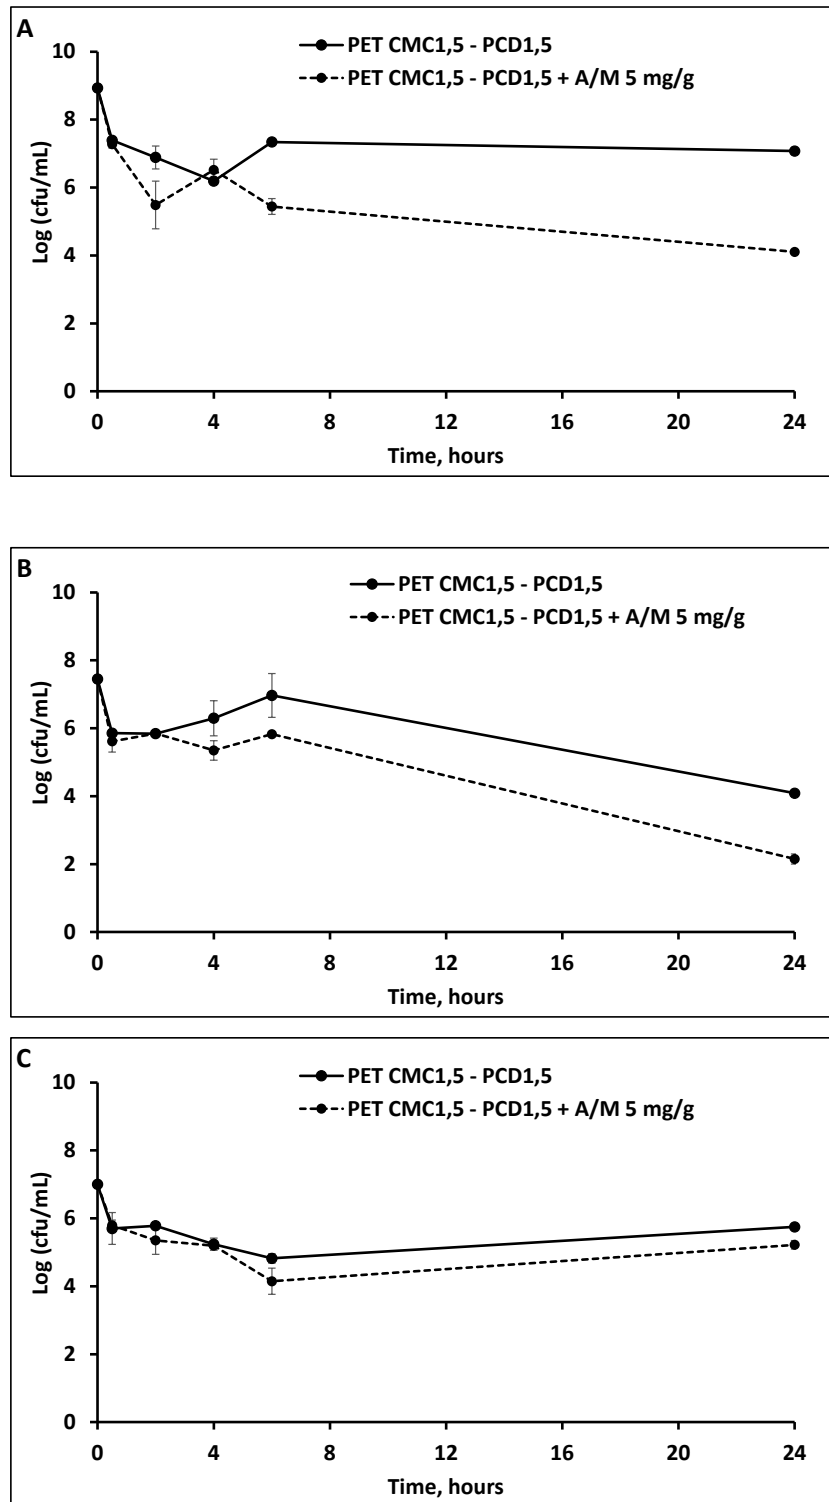 A
PET CMC1,5 - PCD1,5
PET CMC1,5 - PCD1,5 + A/M 5 mg/g
Log (cfu/mL)
10
8
6
4
2
0
0 4 8 12 16 20 24
Time, hours
B
PET CMC1,5 - PCD1,5
PET CMC1,5 - PCD1,5 + A/M 5 mg/g
Log (cfu/mL)
10
8
6
4
2
0
0 4 8 12 16 20 24
Time, hours
C
PET CMC1,5 - PCD1,5
PET CMC1,5 - PCD1,5 + A/M 5 mg/g
Log (cfu/mL)
10
8
6
4
2
0
0 4 8 12 16 20 24
Time, hours